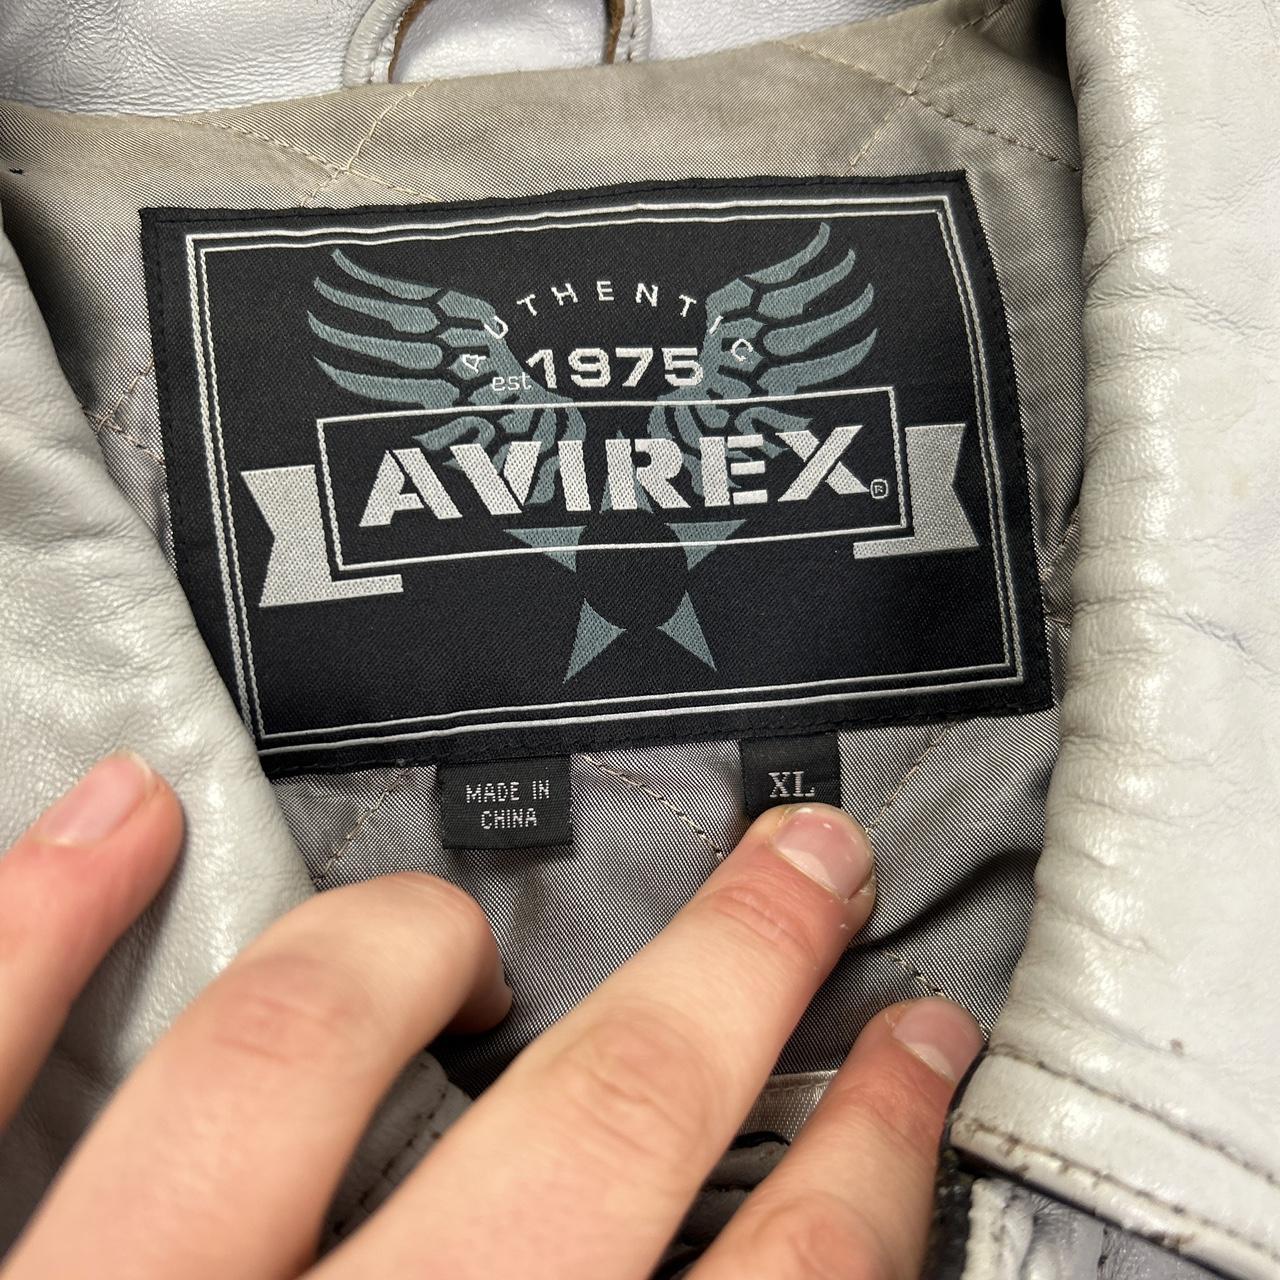 AUTHENTIC
est 1975
AVIREX®
MADE IN
CHINA
XL